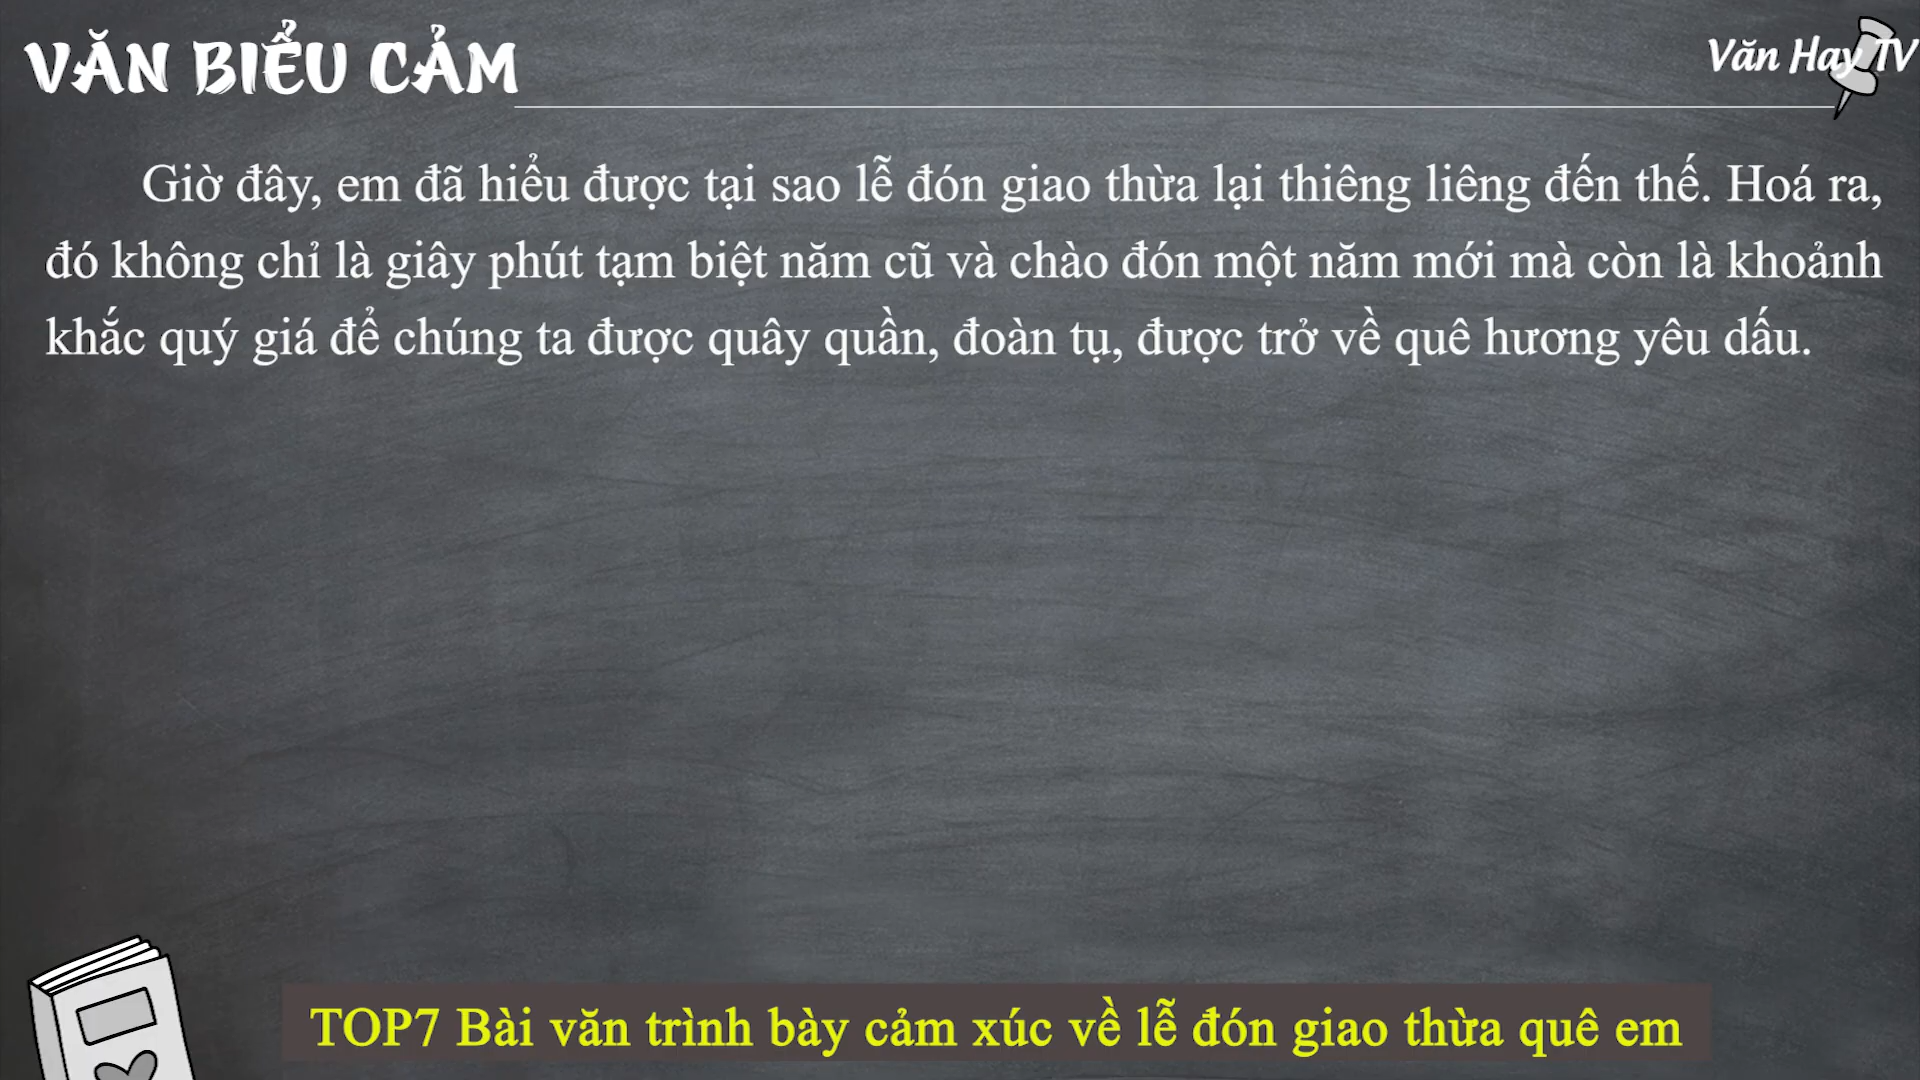 VĂN BIỂU CẢM
Văn Hay TV
Giờ đây, em đã hiểu được tại sao lễ đón giao thừa lại thiêng liêng đến thế. Hoá ra,
đó không chỉ là giây phút tạm biệt năm cũ và chào đón một năm mới mà còn là khoảnh
khắc quý giá để chúng ta được quây quần, đoàn tụ, được trở về quê hương yêu dấu.
TOP7 Bài văn trình bày cảm xúc về lễ đón giao thừa quê em